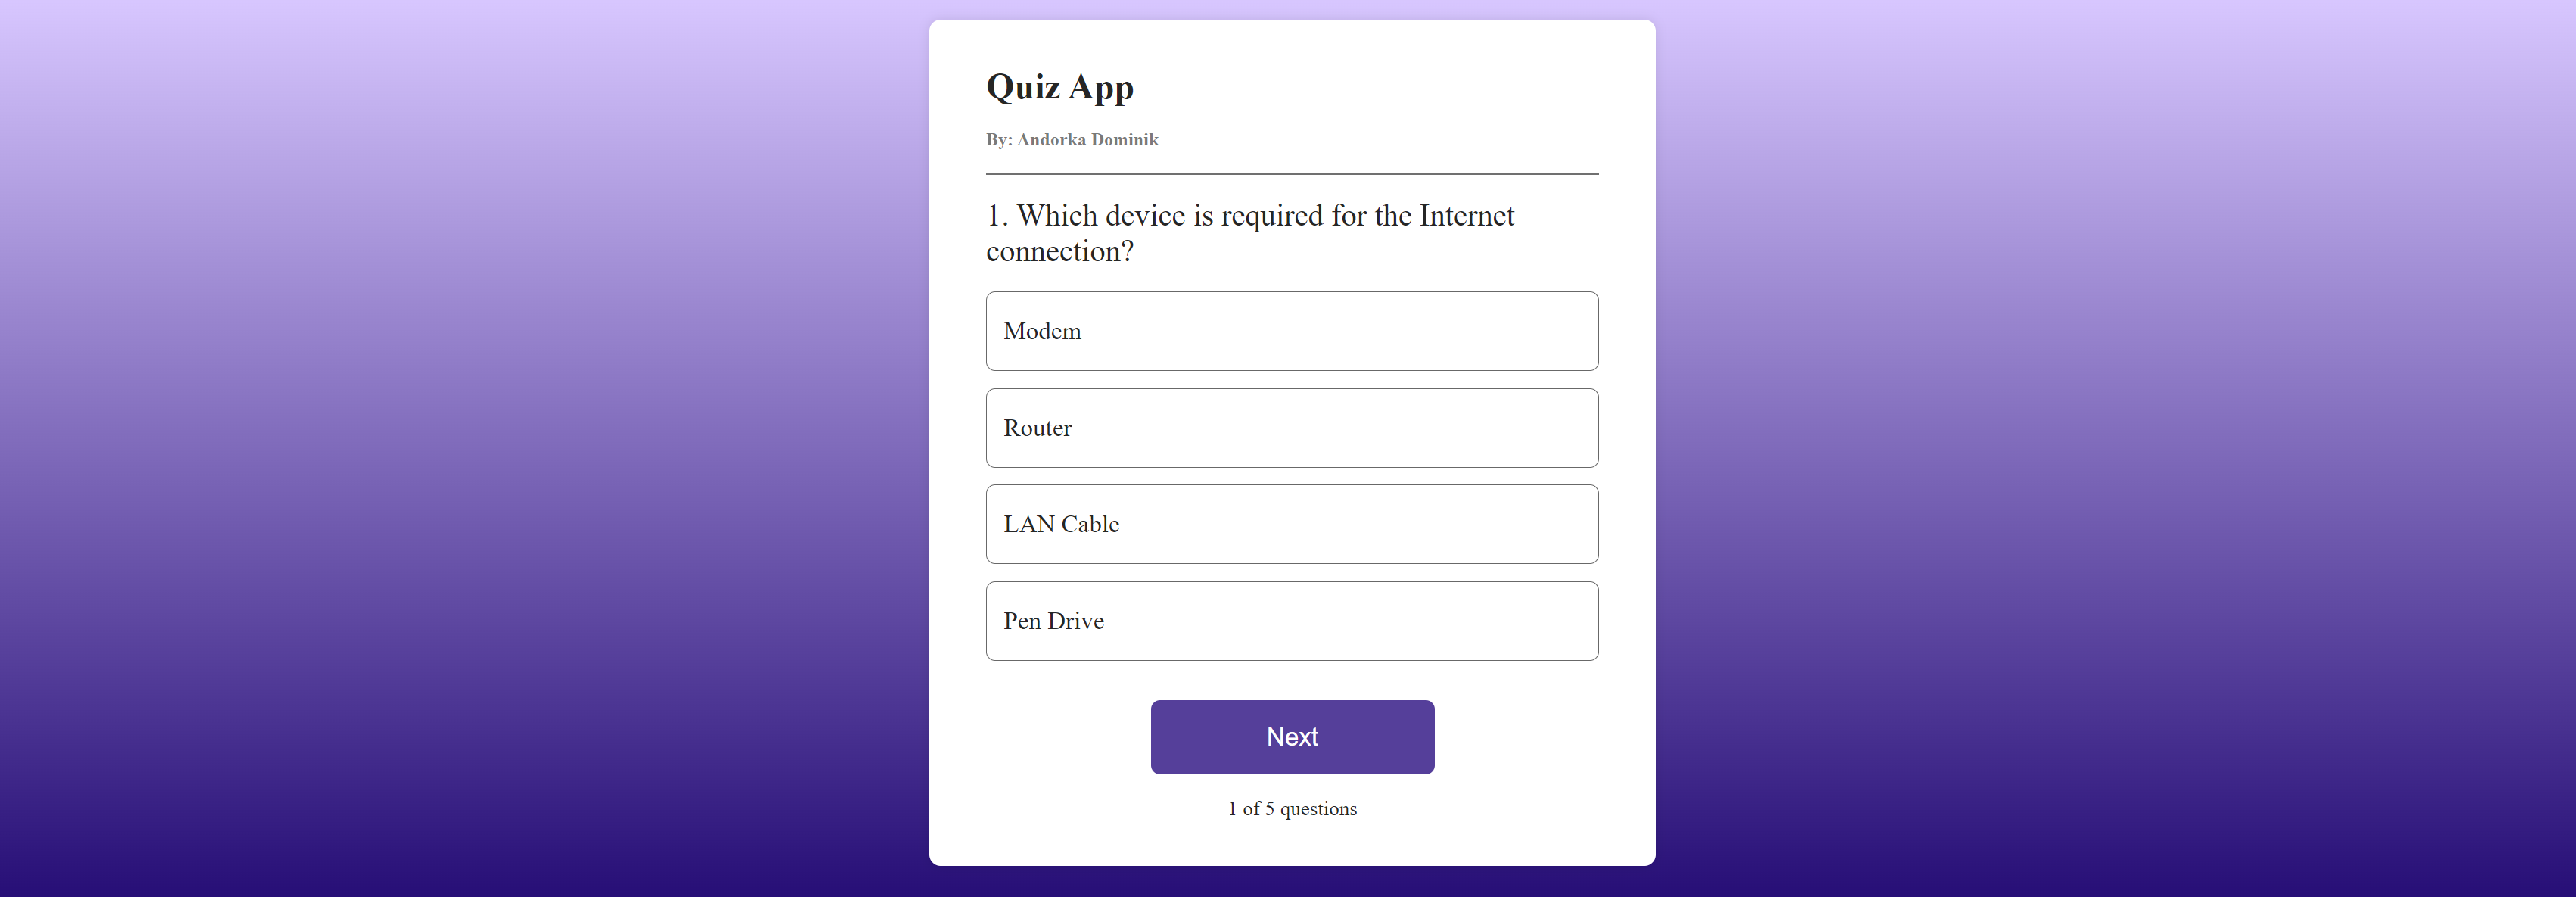 Quiz App
By: Andorka Dominik
1. Which device is required for the Internet
connection?
Modem
Router
LAN Cable
Pen Drive
Next
1 of 5 questions